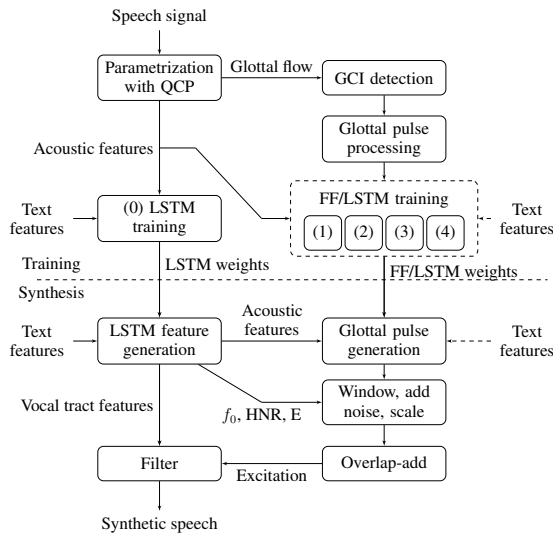 Speech signal
Parametrization
with QCP
Glottal flow
GCI detection
Glottal pulse
processing
Acoustic features
FF/LSTM training
(1) (2) (3) (4)
Text
features
(0) LSTM
training
Text
features
Training
LSTM weights
FF/LSTM weights
Synthesis
Text
features
LSTM feature
generation
Acoustic
features
Glottal pulse
generation
Text
features
Window, add
noise, scale
Vocal tract features
f0, HNR, E
Filter
Excitation
Overlap-add
Synthetic speech